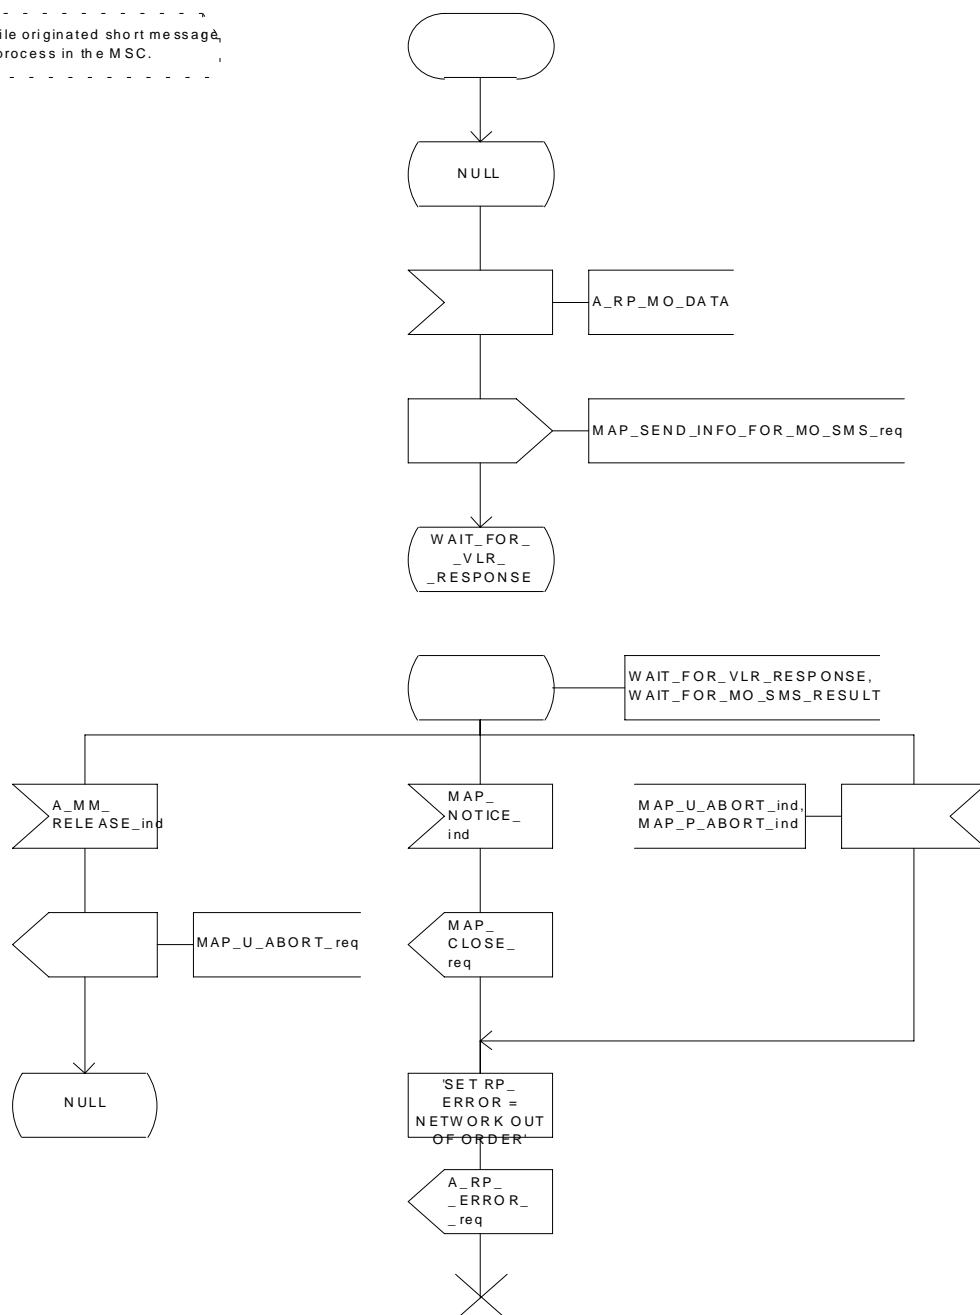 ile originated short message
process in the MSC.
NULL
A_RP_MO_DATA
MAP_SEND_INFO_FOR_MO_SMS_req
WAIT_FOR_
_VLR_
_RESPONSE
WAIT_FOR_VLR_RESPONSE,
WAIT_FOR_MO_SMS_RESULT
A_MM_
RELEASE_ind
MAP_
NOTICE_
ind
MAP_U_ABORT_ind,
MAP_P_ABORT_ind
MAP_U_ABORT_req
MAP_
CLOSE_
req
NULL
'SET RP_
ERROR =
NETWORK OUT
OF ORDER'
A_RP_
_ERROR_
_req